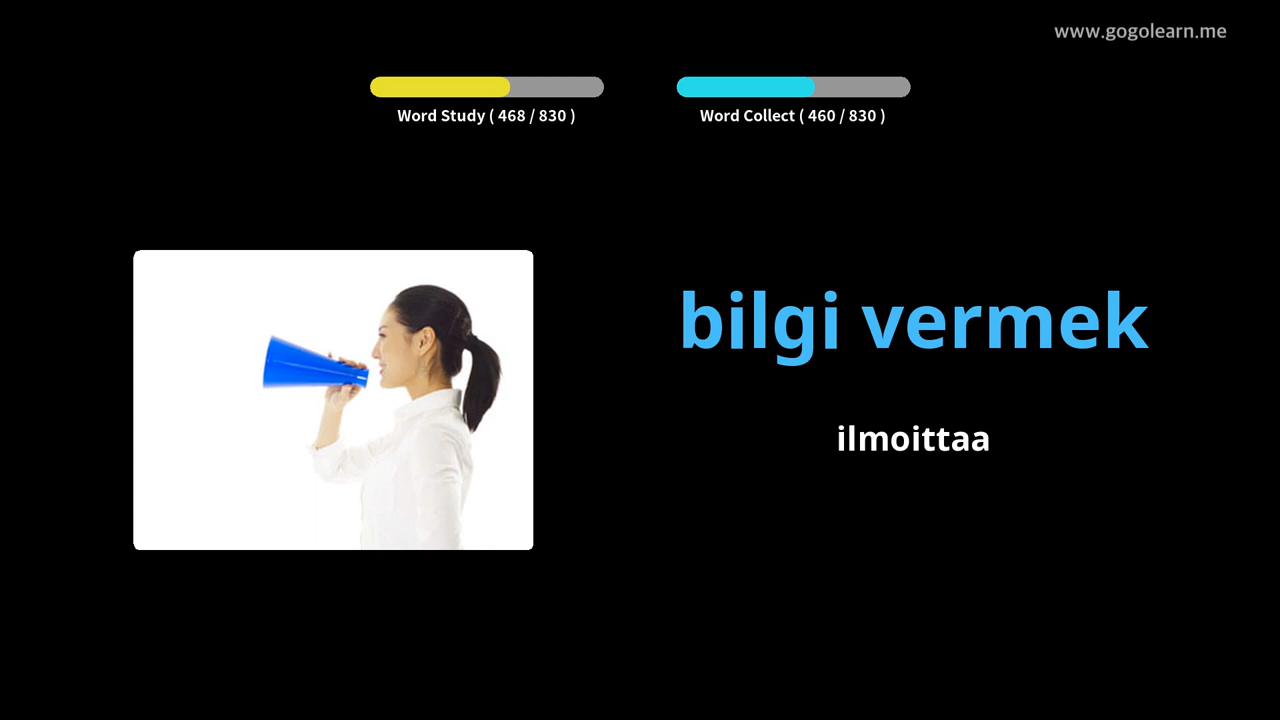 www.gogolearn.me
Word Study ( 468 / 830 )
Word Collect ( 460 / 830 )
bilgi vermek
ilmoittaa